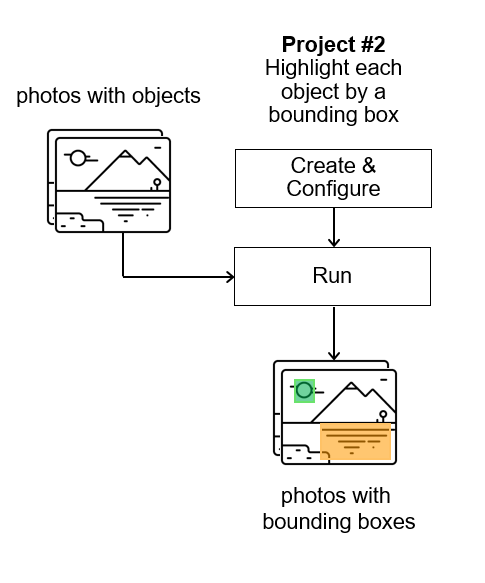 Project #2
Highlight each
object by a
bounding box
photos with objects
Create &
Configure
Run
photos with
bounding boxes